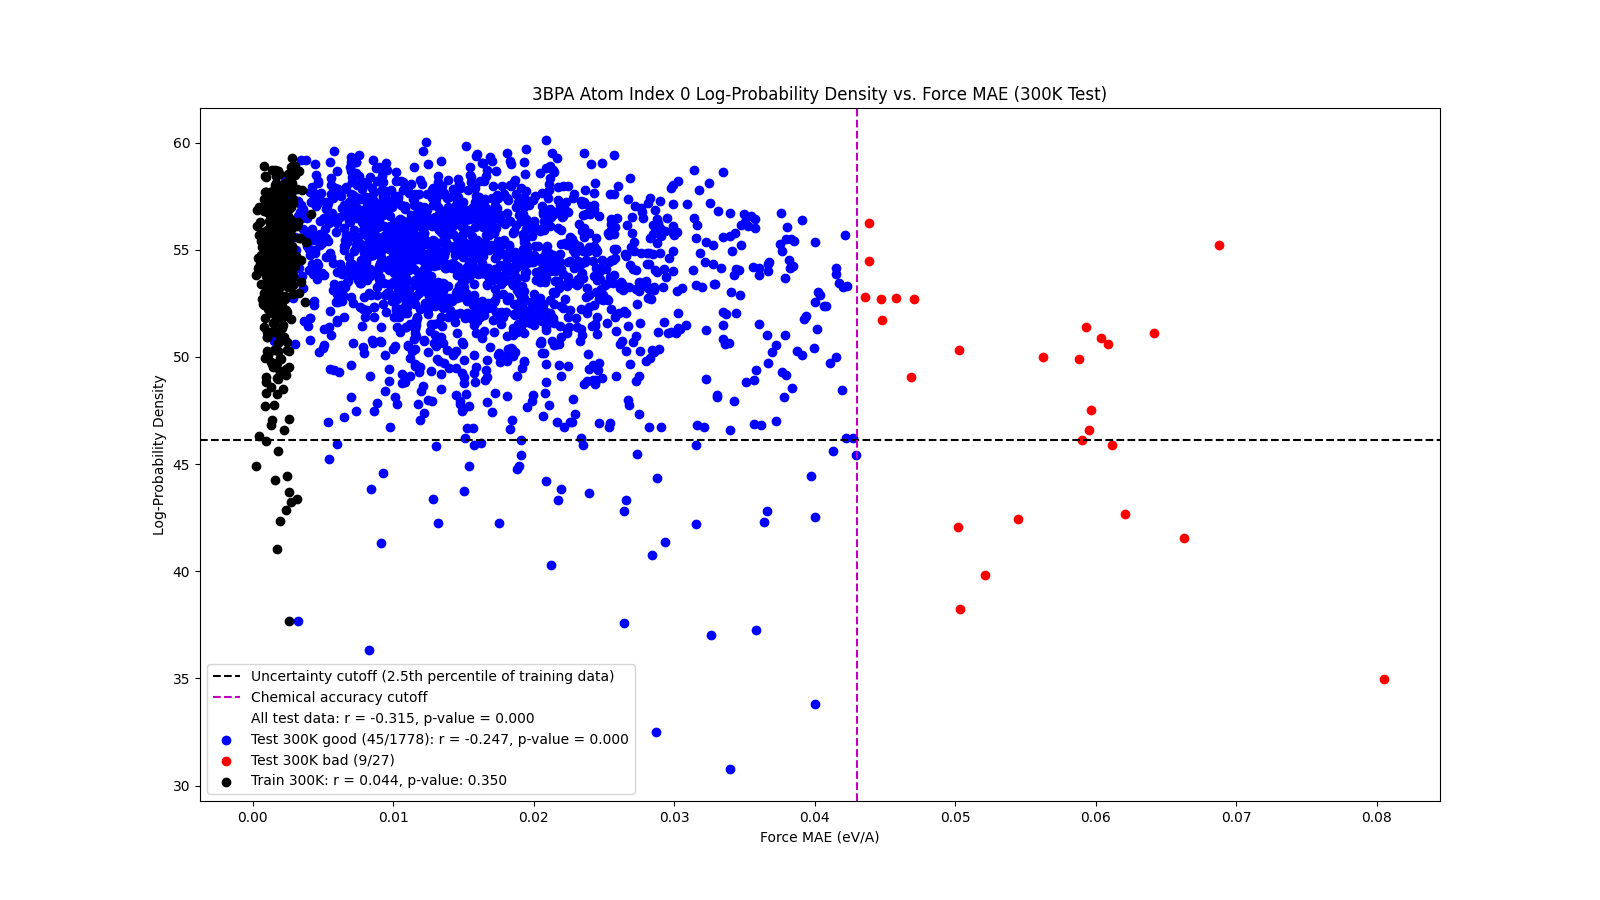 3BPA Atom Index 0 Log-Probability Density vs. Force MAE (300K Test)
60
55
50
45
40
35
30
Log-Probability Density
Uncertainty cutoff (2.5th percentile of training data)
Chemical accuracy cutoff
All test data: r = -0.315, p-value = 0.000
Test 300K good (45/1778): r = -0.247, p-value = 0.000
Test 300K bad (9/27)
Train 300K: r = 0.044, p-value: 0.350
0.00 0.01 0.02 0.03 0.04 0.05 0.06 0.07 0.08
Force MAE (eV/A)